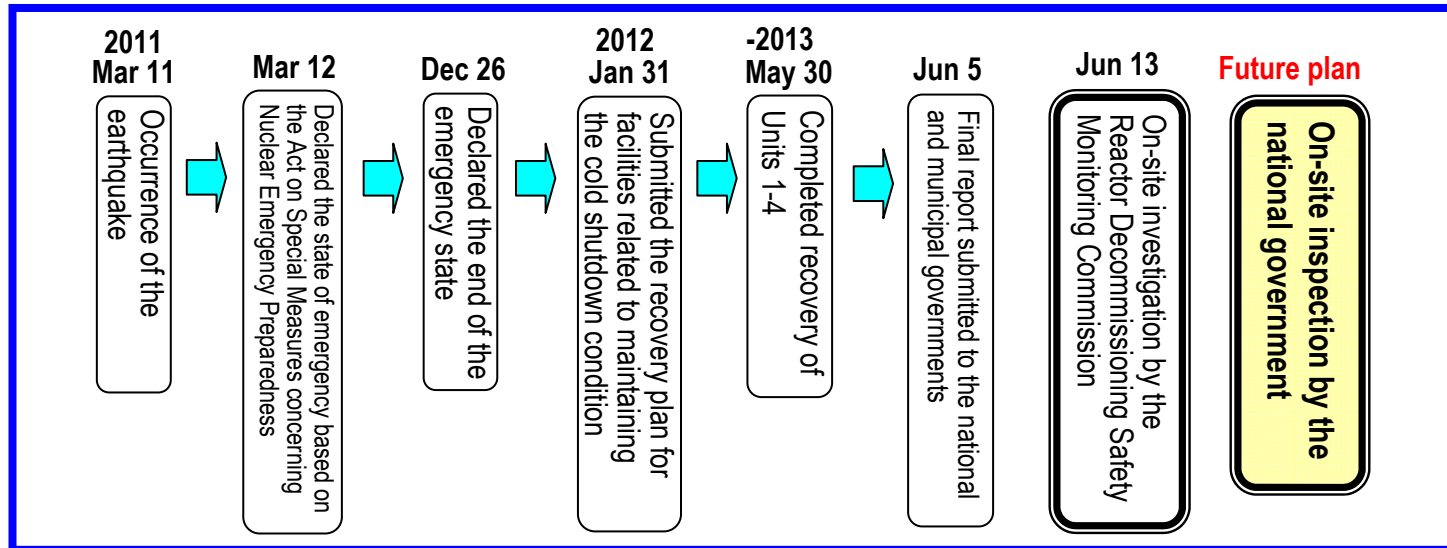 2011
Mar 11
Occurrence of the
earthquake
Mar 12
Declared the state of emergency based on
the Act on Special Measures concerning
Nuclear Emergency Preparedness
Dec 26
Declared the end of the
emergency state
2012
Jan 31
Submitted the recovery plan for
facilities related to maintaining
the cold shutdown condition
-2013
May 30
Completed recovery of
Units 1-4
Jun 5
Final report submitted to the national
and municipal governments
Jun 13
On-site investigation by the
Reactor Decommissioning Safety
Monitoring Commission
Future plan
On-site inspection by the
national government